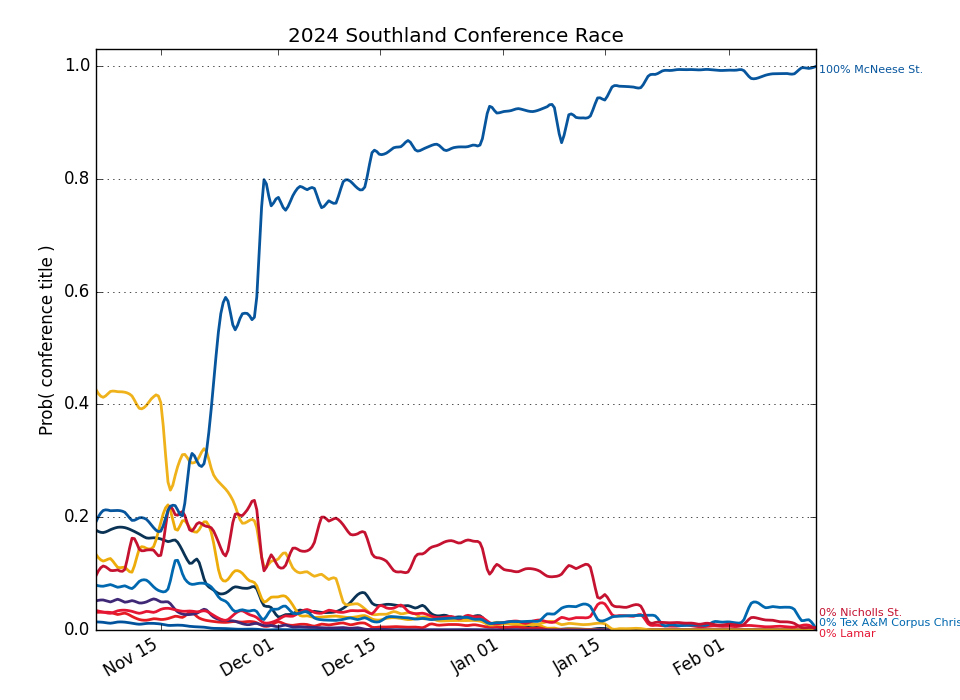 2024 Southland Conference Race
Prob( conference title )
1.0
0.8
0.6
0.4
0.2
0.0
100% McNeese St.
0% Nicholls St.
0% Tex A&M Corpus Chris
0% Lamar
Nov 15
Dec 01
Dec 15
Jan 01
Jan 15
Feb 01